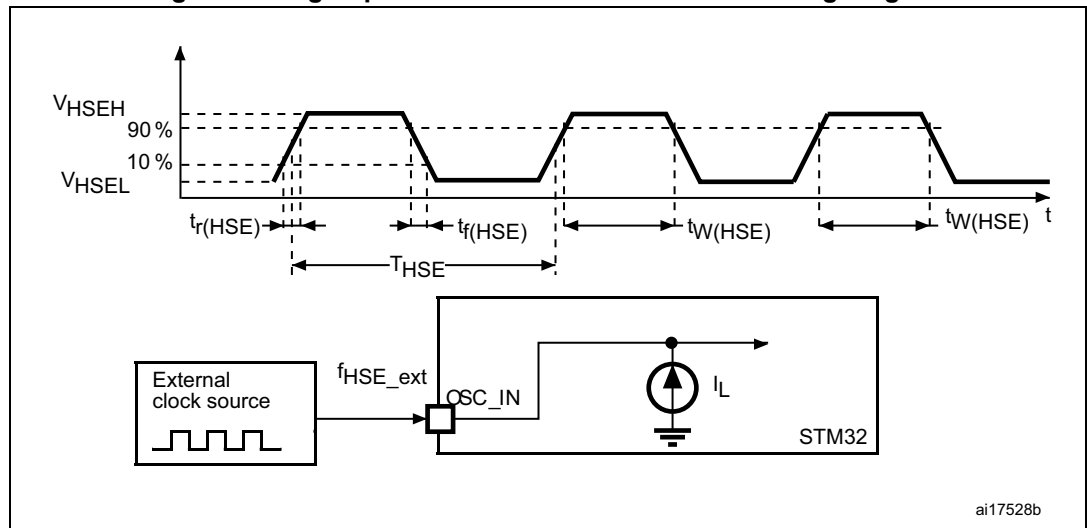 VHSEH
90 %
10 %
VHSEL
tr(HSE)
tf(HSE)
tW(HSE)
tW(HSE)
t
THSE
External
clock source
fHSE_ext
OSC_IN
IL
STM32
ai17528b